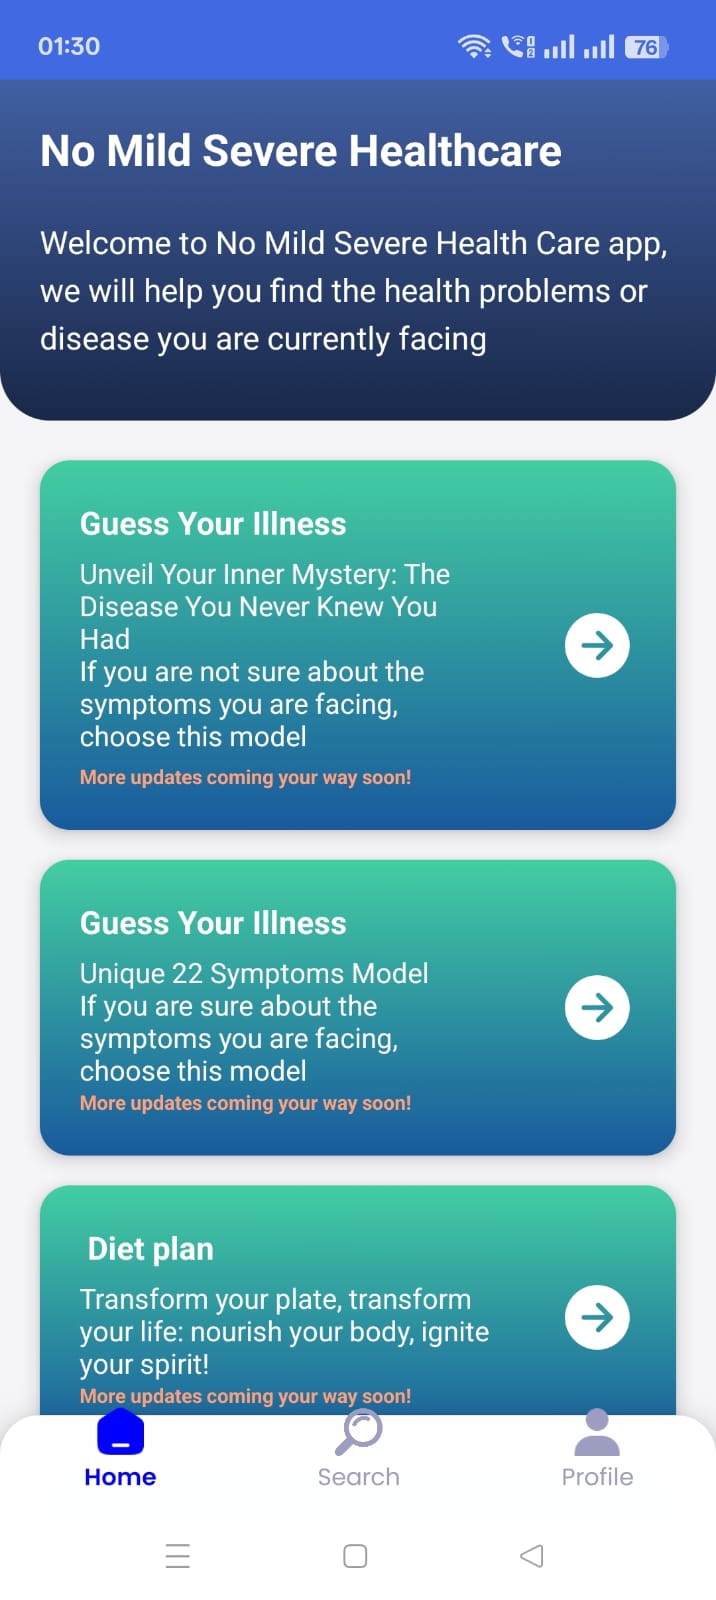 01:30
1
2
76
No Mild Severe Healthcare
Welcome to No Mild Severe Health Care app,
we will help you find the health problems or
disease you are currently facing
Guess Your Illness
Unveil Your Inner Mystery: The
Disease You Never Knew You
Had
If you are not sure about the
symptoms you are facing,
choose this model
More updates coming your way soon!
Guess Your Illness
Unique 22 Symptoms Model
If you are sure about the
symptoms you are facing,
choose this model
More updates coming your way soon!
Diet plan
Transform your plate, transform
your life: nourish your body, ignite
your spirit!
More updates coming your way soon!
Home
Search
Profile